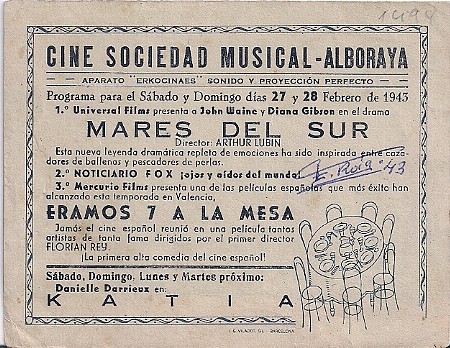 1499
CINE SOCIEDAD MUSICAL-ALBORAYA
APARATO "ERKOCINAES" SONIDO Y PROYECCIÓN PERFECTO
Programa para el Sábado y Domingo días 27 y 28 Febrero de 1943
1.º Universal Films presenta a John Waine y Diana Gibson en el drama
MARES DEL SUR
Director: ARTHUR LUBIN
Esta nueva leyenda dramática repleto de emociones ha sido inspirada entre caza-
dores de ballenas y pescadores de perlas.
2.º NOTICIARIO FOX ¡ojos y oídos del mundo!
3.º Mercurio Films presenta una de las películas españolas que más éxito han
alcanzado esta temporada en Valencia,
ERAMOS 7 A LA MESA
Jamás el cine español reunió en una película tantos
artistas de tanta fama dirigidos por el primer director
FLORIAN REY.
¡La primera alta comedia del cine español!
Sábado, Domingo, Lunes y Martes próximo:
Danielle Darrieux en:
KATIA
BARCELONA